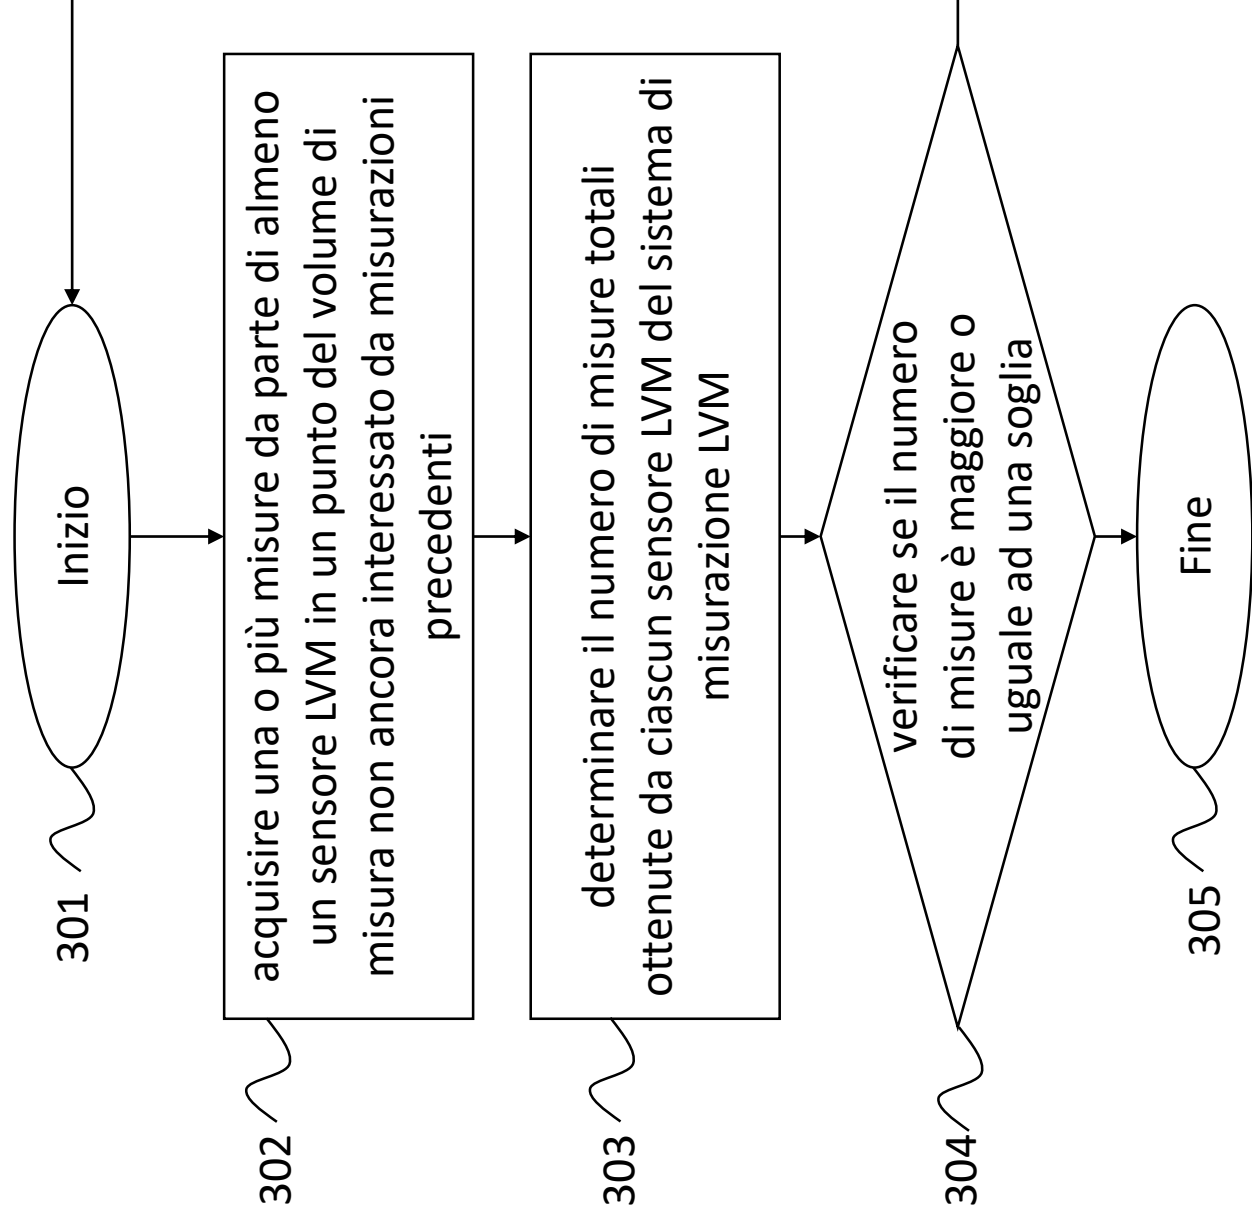 Inizio
301
acquisire una o più misure da parte di almeno
un sensore LVM in un punto del volume di
misura non ancora interessato da misurazioni
precedenti
302
determinare il numero di misure totali
ottenute da ciascun sensore LVM del sistema di
misurazione LVM
303
verificare se il numero
di misure è maggiore o
uguale ad una soglia
304
Fine
305